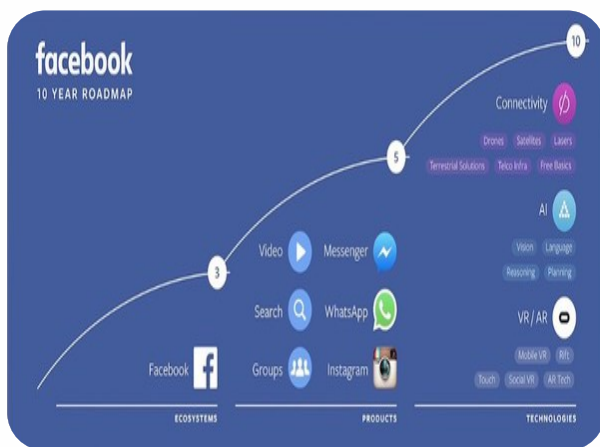 facebook
10 YEAR ROADMAP
3
5
10
Facebook
ECOSYSTEMS
Video
Messenger
Search
WhatsApp
Groups
Instagram
PRODUCTS
Connectivity
Drones Satellites Lasers
Terrestrial Solutions Telco Infra Free Basics
AI
Vision Language
Reasoning Planning
VR / AR
Mobile VR Rift
Touch Social VR AR Tech
TECHNOLOGIES